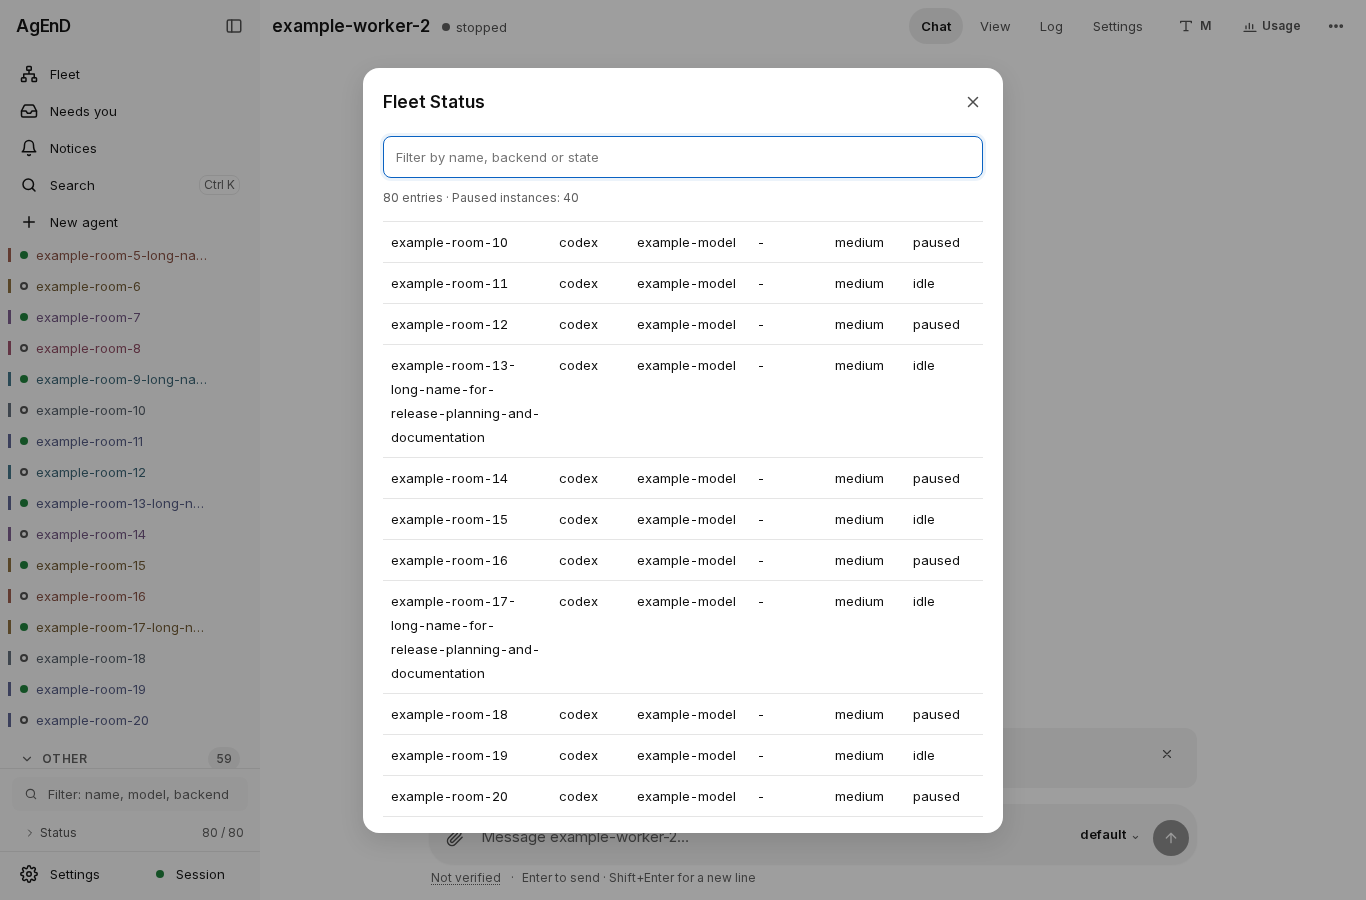 AgEnD
Fleet
Needs you
Notices
Search
Ctrl K
New agent
example-room-5-long-na…
example-room-6
example-room-7
example-room-8
example-room-9-long-na…
example-room-10
example-room-11
example-room-12
example-room-13-long-n…
example-room-14
example-room-15
example-room-16
example-room-17-long-n…
example-room-18
example-room-19
example-room-20
OTHER
59
Filter: name, model, backend
Status
80 / 80
Settings
Session
example-worker-2
stopped
Chat
View
Log
Settings
M
Usage
Fleet Status
Filter by name, backend or state
80 entries · Paused instances: 40
example-room-10 codex example-model - medium paused
example-room-11 codex example-model - medium idle
example-room-12 codex example-model - medium paused
example-room-13- codex example-model - medium idle
long-name-for-
release-planning-and-
documentation
example-room-14 codex example-model - medium paused
example-room-15 codex example-model - medium idle
example-room-16 codex example-model - medium paused
example-room-17- codex example-model - medium idle
long-name-for-
release-planning-and-
documentation
example-room-18 codex example-model - medium paused
example-room-19 codex example-model - medium idle
example-room-20 codex example-model - medium paused
Message example-worker-2...
default
Not verified · Enter to send · Shift+Enter for a new line